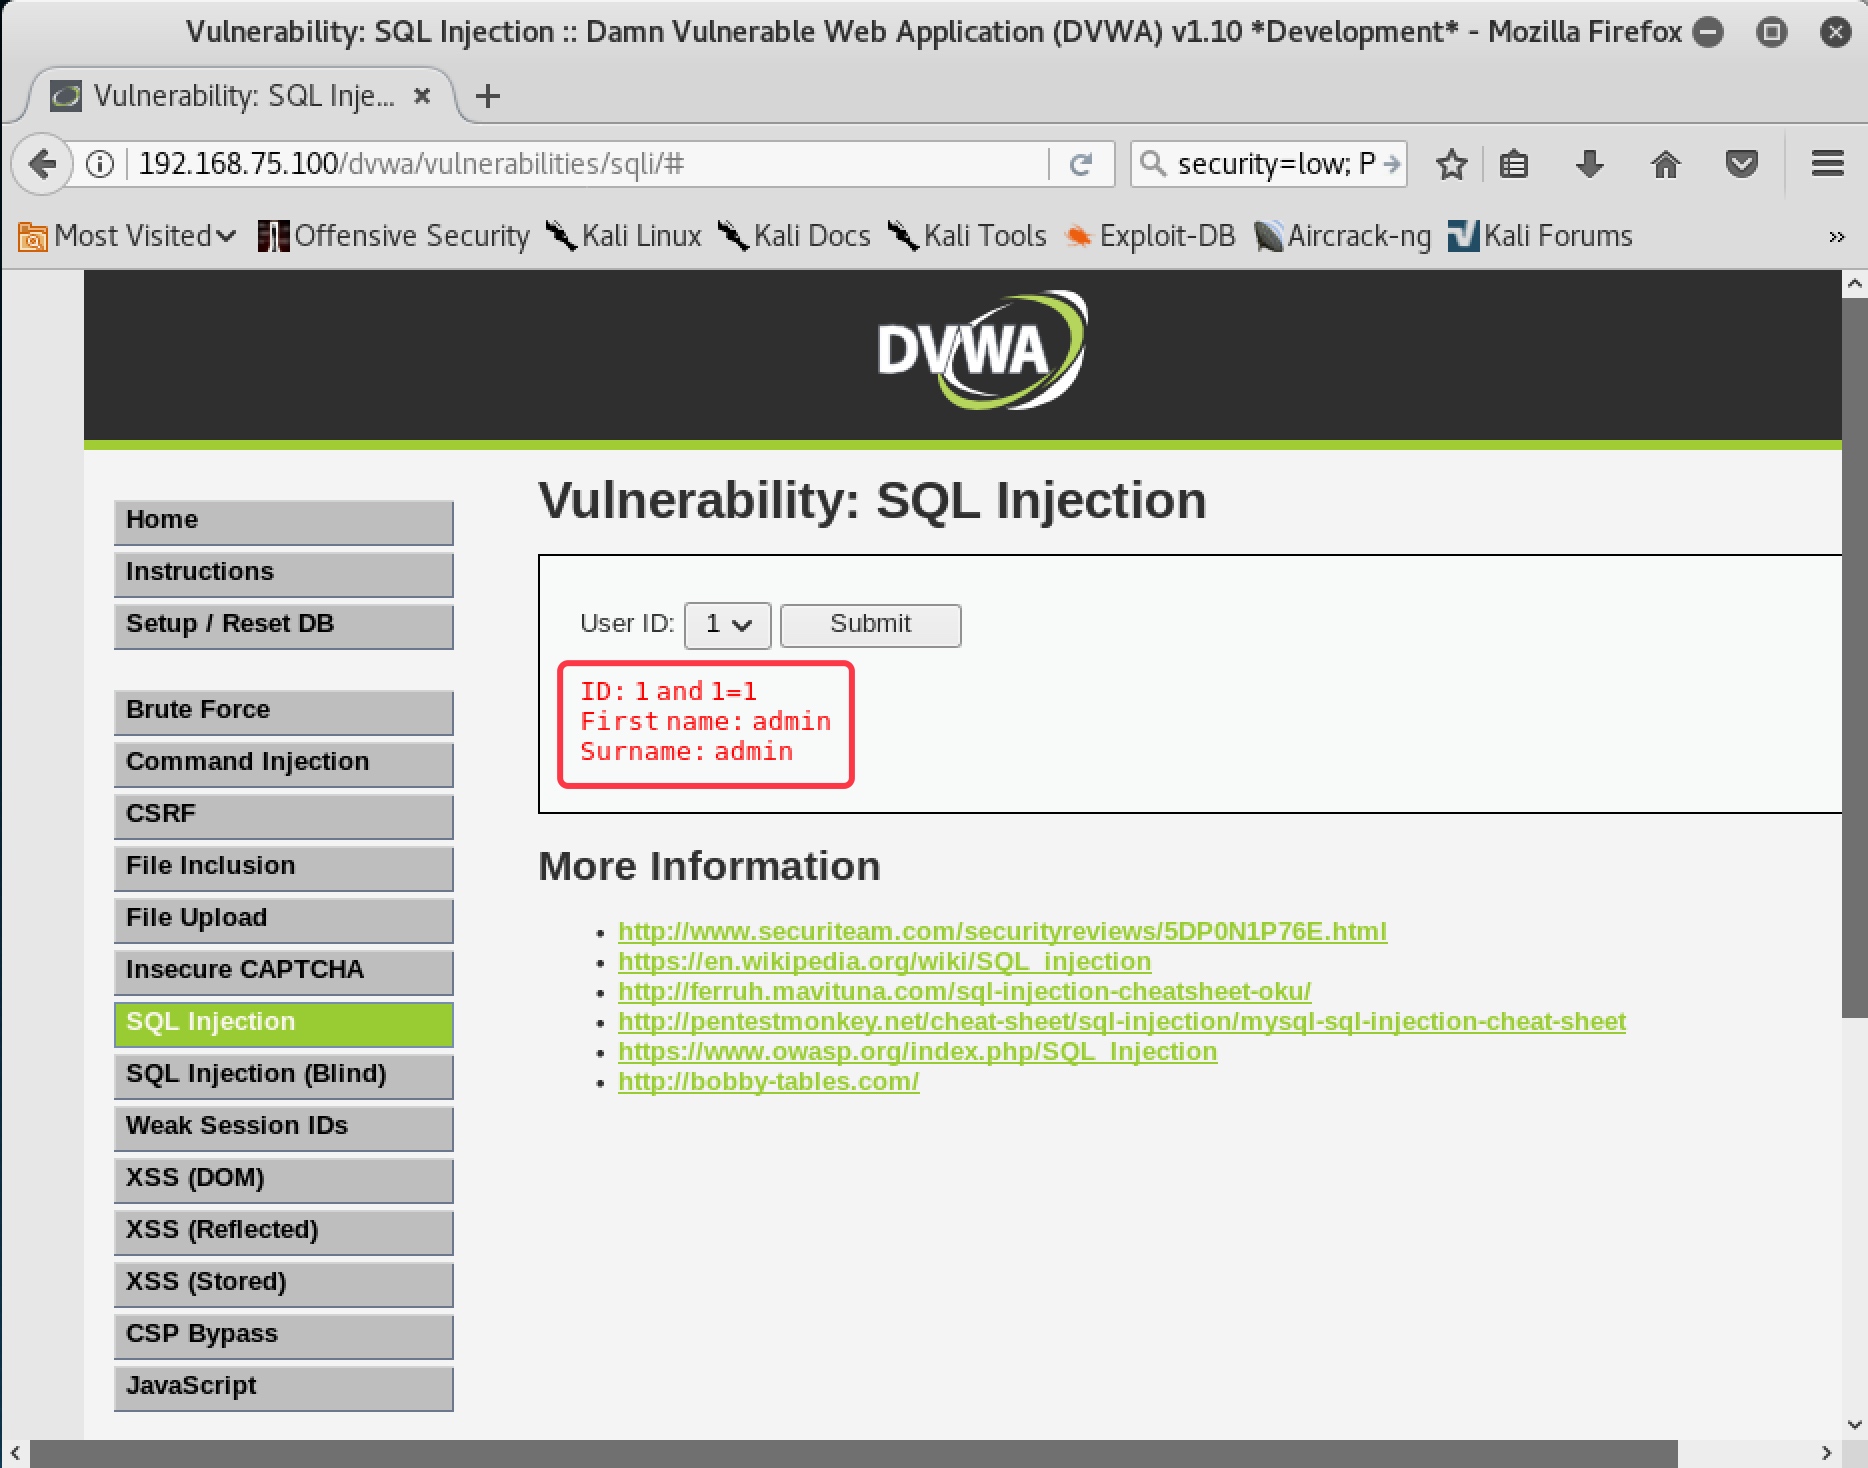 Vulnerability: SQL Injection :: Damn Vulnerable Web Application (DVWA) v1.10 *Development* - Mozilla Firefox
Vulnerability: SQL Inje...
192.168.75.100/dvwa/vulnerabilities/sqli/#
security=low; P
Most Visited Offensive Security Kali Linux Kali Docs Kali Tools Exploit-DB Aircrack-ng Kali Forums
DVWA
Vulnerability: SQL Injection
Home
Instructions
Setup / Reset DB
Brute Force
Command Injection
CSRF
File Inclusion
File Upload
Insecure CAPTCHA
SQL Injection
SQL Injection (Blind)
Weak Session IDs
XSS (DOM)
XSS (Reflected)
XSS (Stored)
CSP Bypass
JavaScript
User ID: 1 Submit
ID: 1 and 1=1
First name: admin
Surname: admin
More Information
http://www.securiteam.com/securityreviews/5DP0N1P76E.html
https://en.wikipedia.org/wiki/SQL_injection
http://ferruh.mavituna.com/sql-injection-cheatsheet-oku/
http://pentestmonkey.net/cheat-sheet/sql-injection/mysql-sql-injection-cheat-sheet
https://www.owasp.org/index.php/SQL_Injection
http://bobby-tables.com/